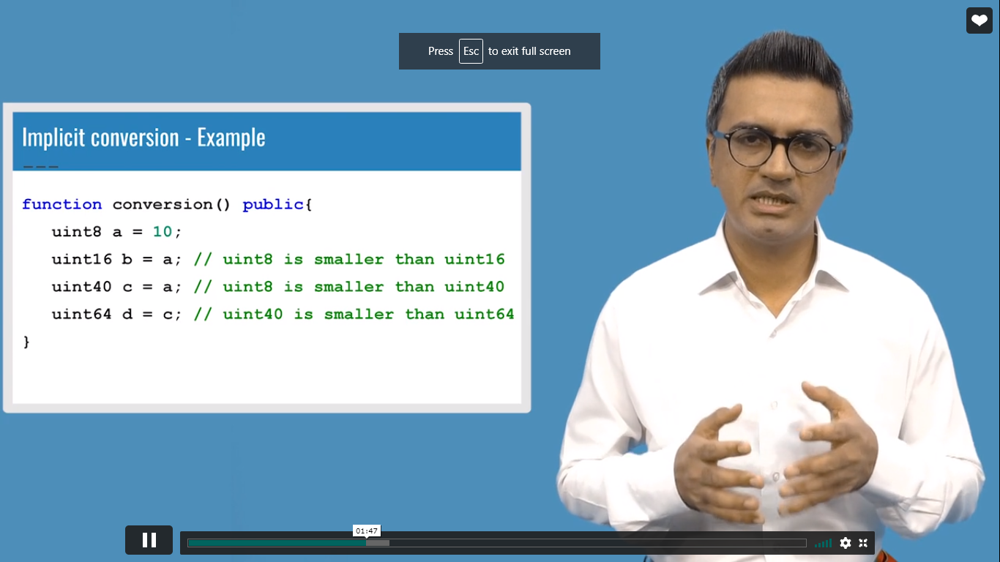 Press Esc to exit full screen
Implicit conversion - Example
---
function conversion() public{
uint8 a = 10;
uint16 b = a; // uint8 is smaller than uint16
uint40 c = a; // uint8 is smaller than uint40
uint64 d = c; // uint40 is smaller than uint64
}
01:47